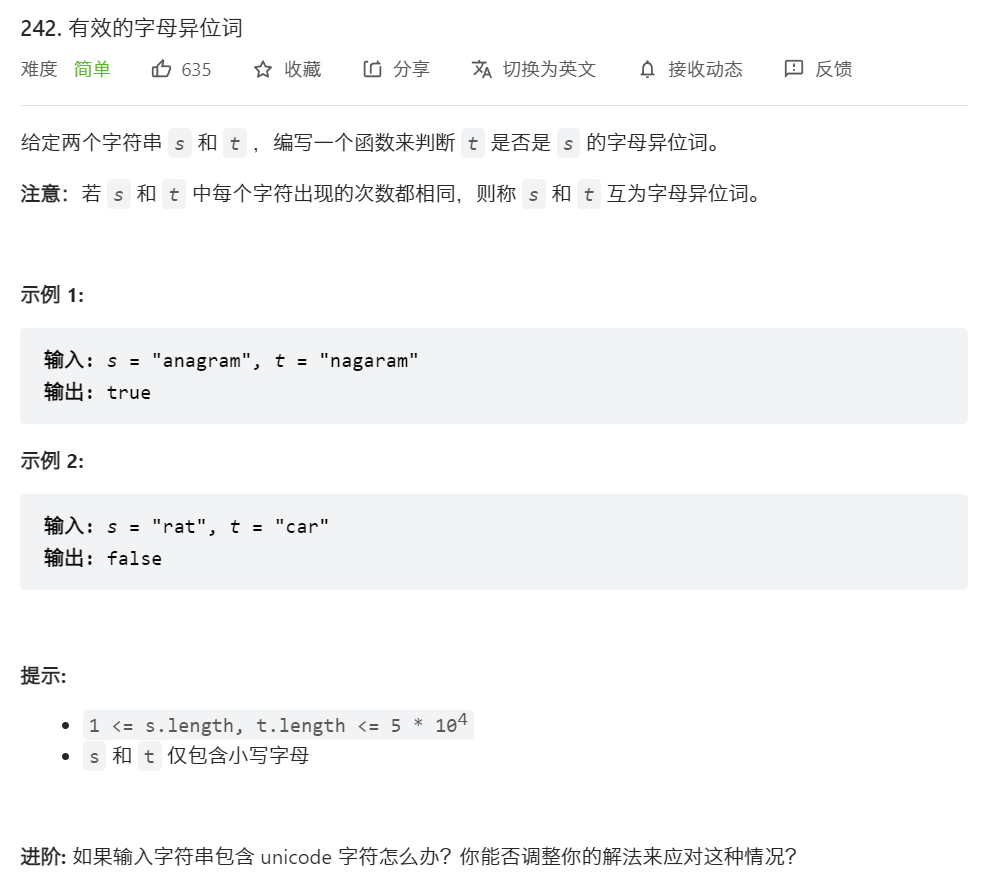 242. 有效的字母异位词
难度 简单 635 收藏 分享 切换为英文 接收动态 反馈
给定两个字符串 s 和 t ，编写一个函数来判断 t 是否是 s 的字母异位词。
注意：若 s 和 t 中每个字符出现的次数都相同，则称 s 和 t 互为字母异位词。
示例 1:
输入: s = "anagram", t = "nagaram"
输出: true
示例 2:
输入: s = "rat", t = "car"
输出: false
提示:
1 <= s.length, t.length <= 5 * 10⁴
s 和 t 仅包含小写字母
进阶: 如果输入字符串包含 unicode 字符怎么办？你能否调整你的解法来应对这种情况？